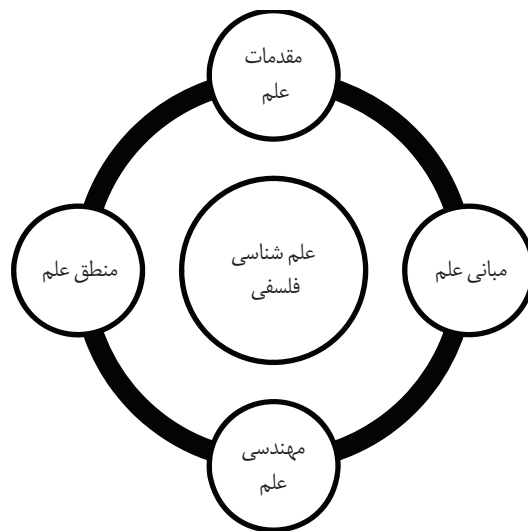 مقدمات
علم
مبانی علم
علم شناسی
فلسفی
منطق علم
مهندسی
علم